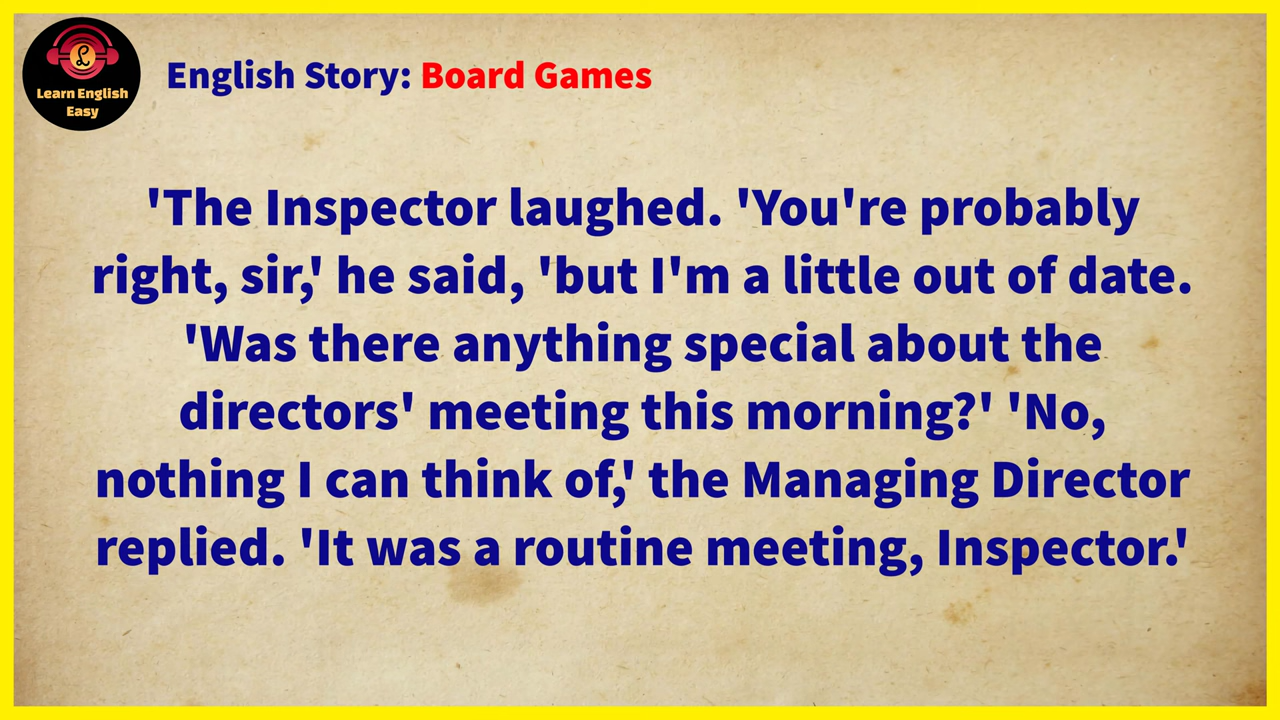 Learn English
Easy
English Story: Board Games
'The Inspector laughed. 'You're probably
right, sir,' he said, 'but I'm a little out of date.
'Was there anything special about the
directors' meeting this morning?' 'No,
nothing I can think of,' the Managing Director
replied. 'It was a routine meeting, Inspector.'